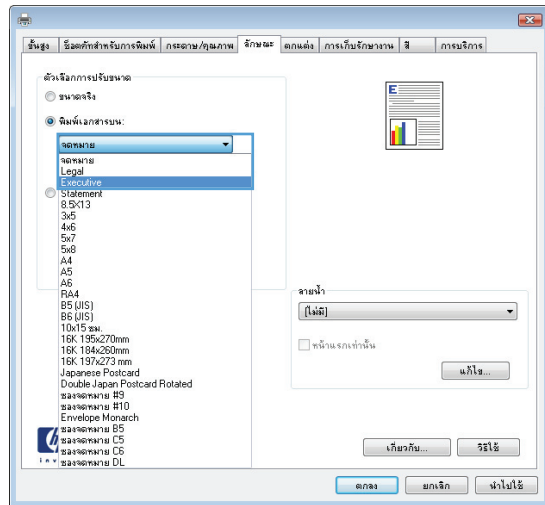 ขั้นสูง
ช็อตคัทสำหรับการพิมพ์
กระดาษ/คุณภาพ
ลักษณะ
ตกแต่ง
การเก็บรักษางาน
สี
การบริการ
ตัวเลือกการปรับขนาด
ขนาดจริง
พิมพ์เอกสารบน:
จดหมาย
จดหมาย
Legal
Executive
Statement
8.5X13
3x5
4x6
5x7
5x8
A4
A5
A6
RA4
B5 (JIS)
B6 (JIS)
10x15 ซม.
16K 195x270mm
16K 184x260mm
16K 197x273 mm
Japanese Postcard
Double Japan Postcard Rotated
ซองจดหมาย #9
ซองจดหมาย #10
Envelope Monarch
ซองจดหมาย B5
ซองจดหมาย C5
ซองจดหมาย C6
ซองจดหมาย DL
E
ลายน้ำ
[ไม่มี]
หน้าแรกเท่านั้น
แก้ไข...
เกี่ยวกับ...
วิธีใช้
ตกลง
ยกเลิก
นำไปใช้